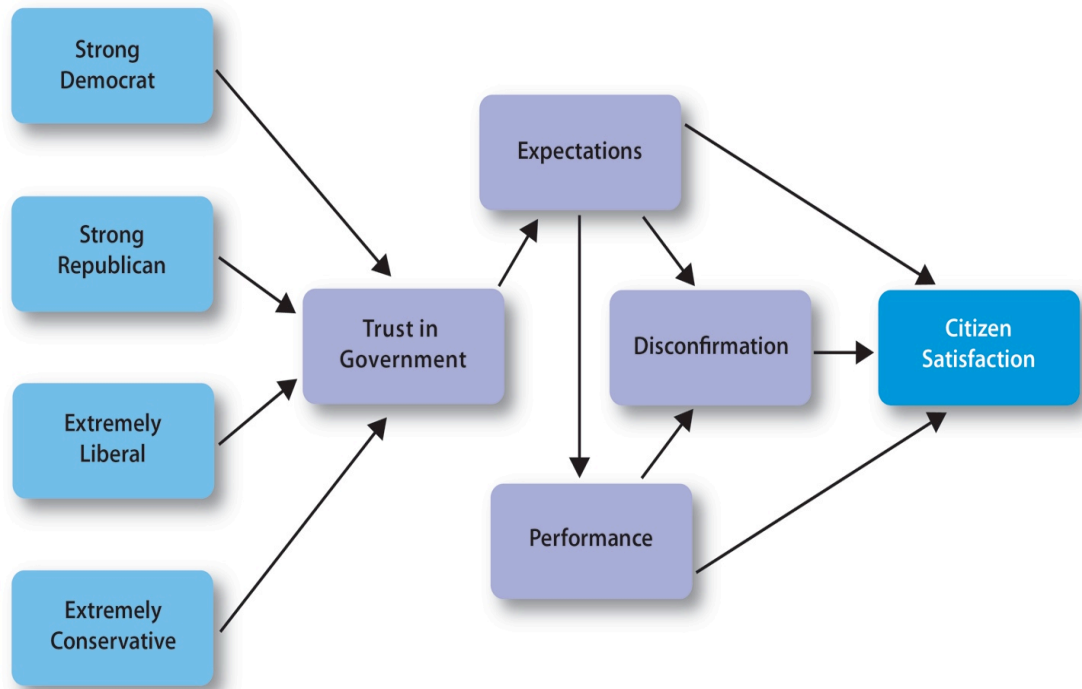 Strong
Democrat
Strong
Republican
Extremely
Liberal
Extremely
Conservative
Trust in
Government
Expectations
Disconfirmation
Performance
Citizen
Satisfaction